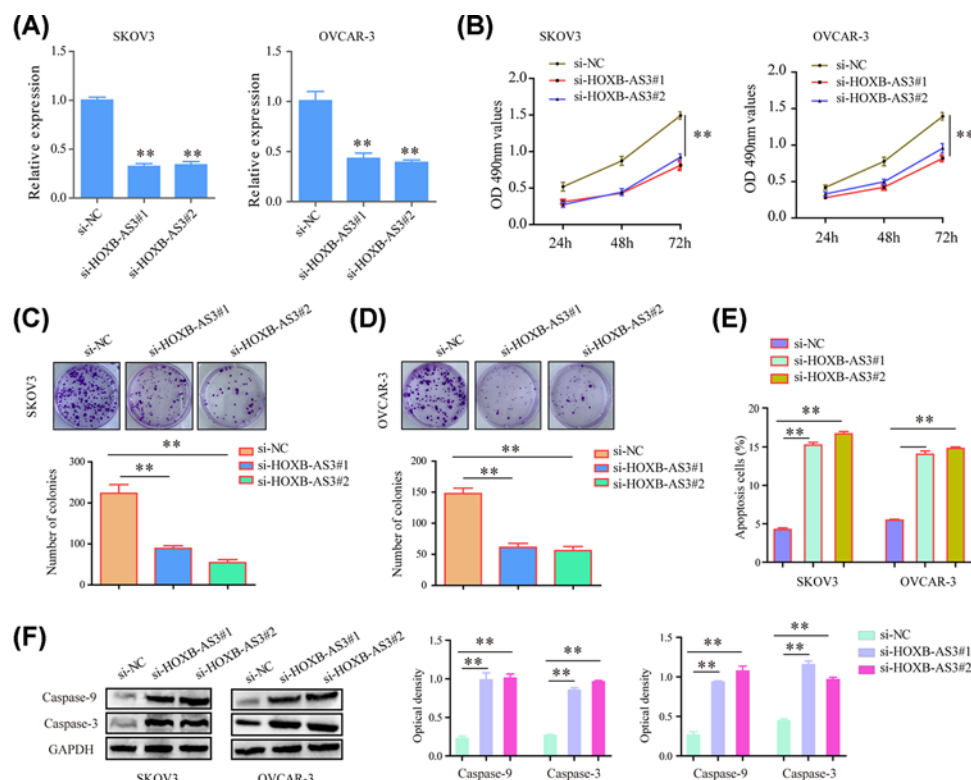 (A)
SKOV3
Relative expression
1.5
1.0
0.5
0.0
**
**
si-NC
si-HOXB-AS3#1
si-HOXB-AS3#2
OVCAR-3
Relative expression
1.5
1.0
0.5
0.0
**
**
si-NC
si-HOXB-AS3#1
si-HOXB-AS3#2
(B)
SKOV3
si-NC
si-HOXB-AS3#1
si-HOXB-AS3#2
OD 490nm values
2.0
1.5
1.0
0.5
0.0
**
24h 48h 72h
OVCAR-3
si-NC
si-HOXB-AS3#1
si-HOXB-AS3#2
OD 490nm values
2.0
1.5
1.0
0.5
0.0
**
24h 48h 72h
(C)
si-NC si-HOXB-AS3#1 si-HOXB-AS3#2
SKOV3
Number of colonies
300
200
100
0
**
**
si-NC
si-HOXB-AS3#1
si-HOXB-AS3#2
(D)
si-NC si-HOXB-AS3#1 si-HOXB-AS3#2
OVCAR-3
Number of colonies
200
150
100
50
0
**
**
si-NC
si-HOXB-AS3#1
si-HOXB-AS3#2
(E)
si-NC
si-HOXB-AS3#1
si-HOXB-AS3#2
Apoptosis cells (%)
20
15
10
5
0
**
**
**
SKOV3 OVCAR-3
(F)
si-NC si-HOXB-AS3#1 si-HOXB-AS3#2
si-NC si-HOXB-AS3#1 si-HOXB-AS3#2
Caspase-9
Caspase-3
GAPDH
SKOV3 OVCAR-3
Optical density
1.5
1.0
0.5
0.0
**
**
**
**
Caspase-9 Caspase-3
Optical density
1.5
1.0
0.5
0.0
**
**
**
**
Caspase-9 Caspase-3
si-NC
si-HOXB-AS3#1
si-HOXB-AS3#2